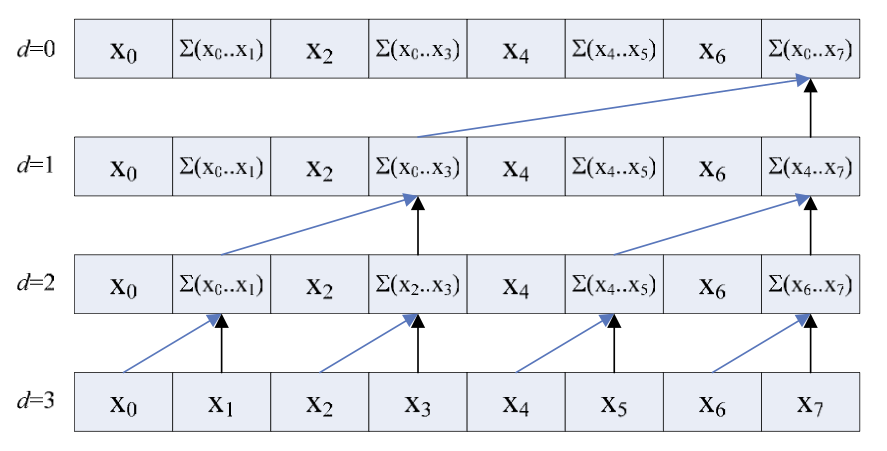 d=0 x₀ Σ(x₀..x₁) x₂ Σ(x₀..x₃) x₄ Σ(x₄..x₅) x₆ Σ(x₀..x₇)
d=1 x₀ Σ(x₀..x₁) x₂ Σ(x₀..x₃) x₄ Σ(x₄..x₅) x₆ Σ(x₄..x₇)
d=2 x₀ Σ(x₀..x₁) x₂ Σ(x₂..x₃) x₄ Σ(x₄..x₅) x₆ Σ(x₆..x₇)
d=3 x₀ x₁ x₂ x₃ x₄ x₅ x₆ x₇